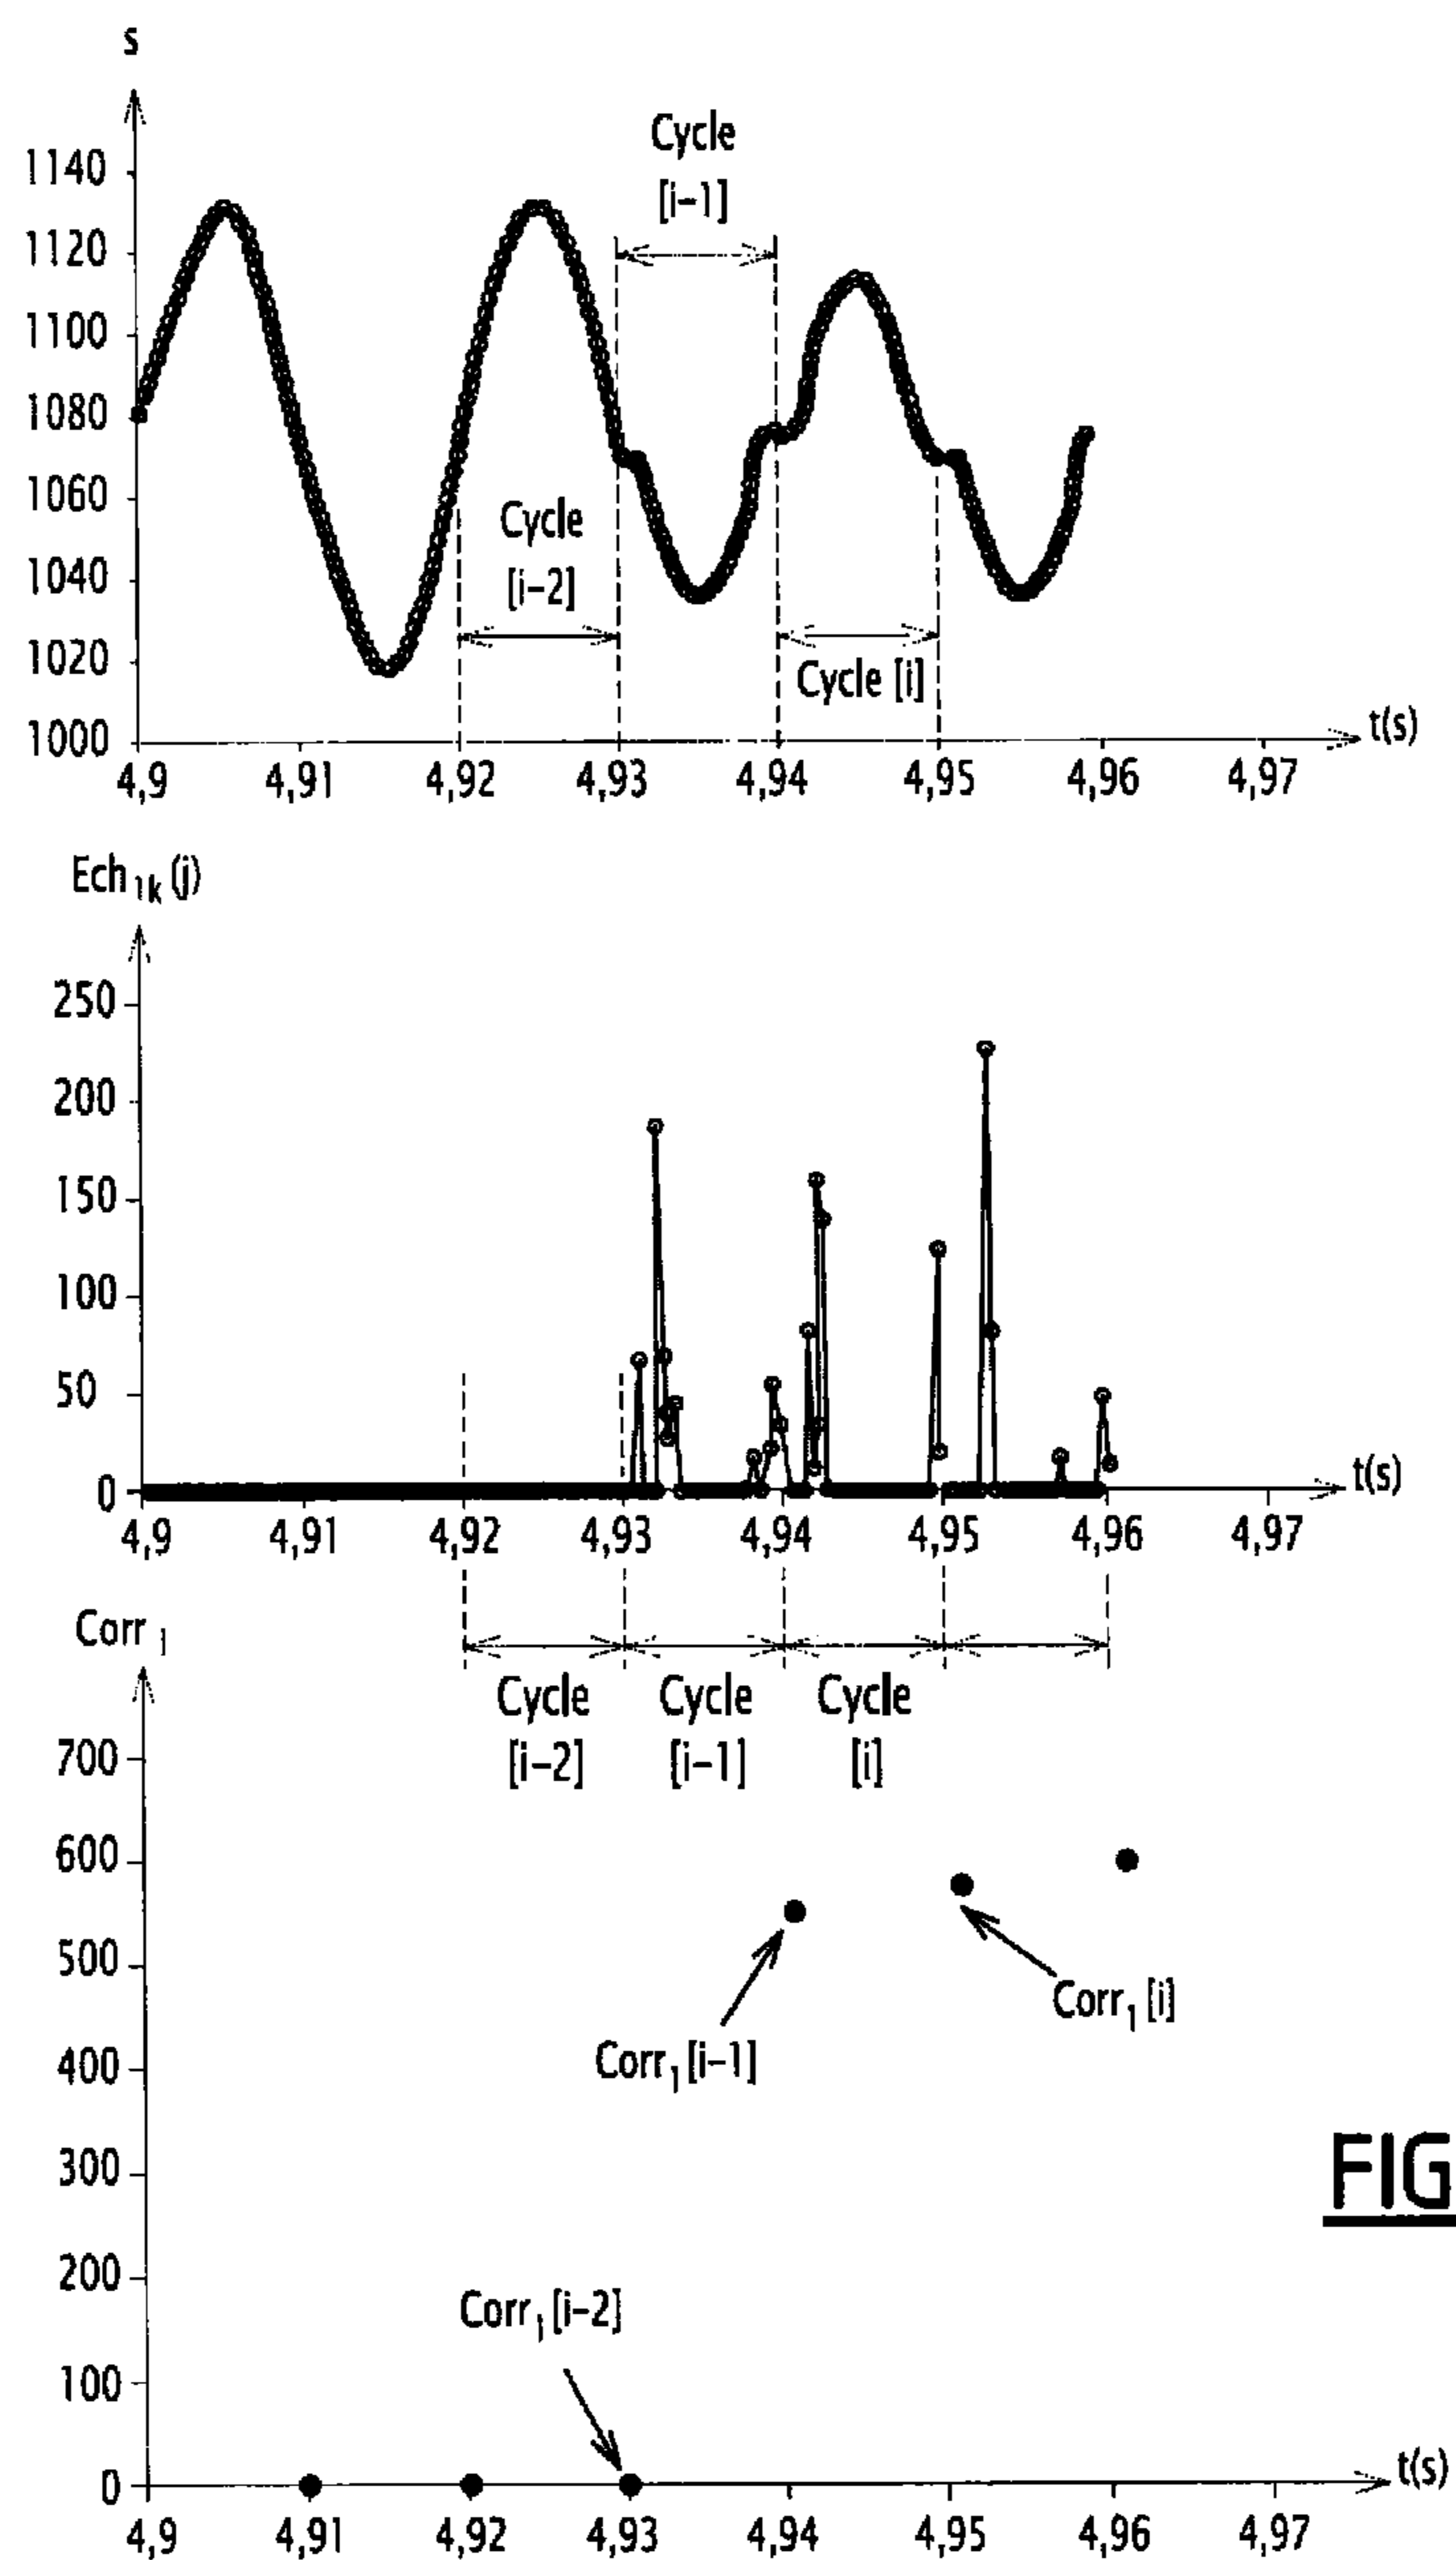 s
Cycle
[i-1]
1140
1120
1100
1080
1060
1040
1020
1000
Cycle
[i-2]
Cycle [i]
t(s)
4,9 4,91 4,92 4,93 4,94 4,95 4,96 4,97
Ech1k (j)
250
200
150
100
50
0
t(s)
4,9 4,91 4,92 4,93 4,94 4,95 4,96 4,97
Corr 1
Cycle
[i-2]
Cycle
[i-1]
Cycle
[i]
700
600
500
400
300
200
100
0
Corr1 [i]
Corr1 [i-1]
FIG
Corr1 [i-2]
t(s)
4,9 4,91 4,92 4,93 4,94 4,95 4,96 4,97